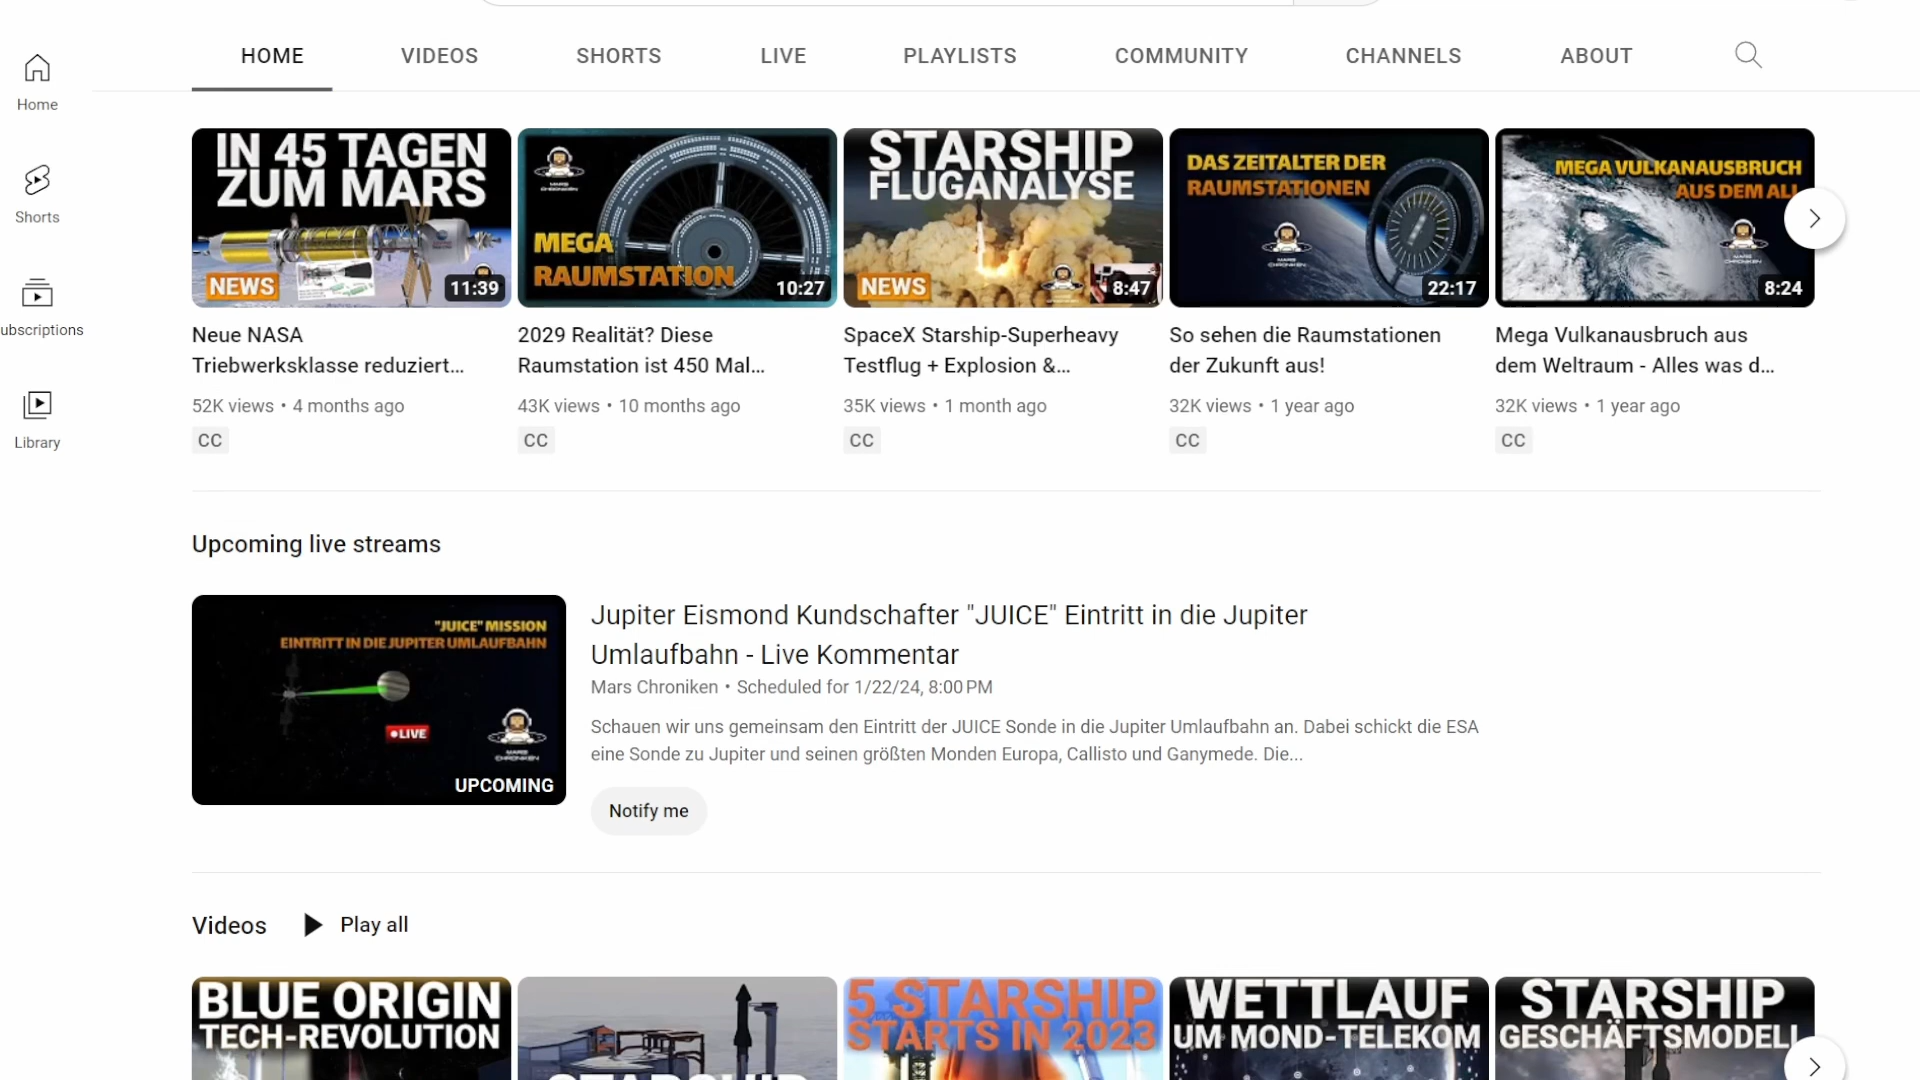 HOME VIDEOS SHORTS LIVE PLAYLISTS COMMUNITY CHANNELS ABOUT
Home
Shorts
ubscriptions
Library
IN 45 TAGEN
ZUM MARS
NEWS
11:39
Neue NASA
Triebwerksklasse reduziert...
52K views • 4 months ago
CC
MARS
CHRONIKEN
MEGA
RAUMSTATION
10:27
2029 Realität? Diese
Raumstation ist 450 Mal...
43K views • 10 months ago
CC
STARSHIP
FLUGANALYSE
NEWS
8:47
SpaceX Starship-Superheavy
Testflug + Explosion &...
35K views • 1 month ago
CC
DAS ZEITALTER DER
RAUMSTATIONEN
MARS
CHRONIKEN
22:17
So sehen die Raumstationen
der Zukunft aus!
32K views • 1 year ago
CC
MEGA VULKANAUSBRUCH
AUS DEM ALL
MARS
CHRONIKEN
8:24
Mega Vulkanausbruch aus
dem Weltraum - Alles was d...
32K views • 1 year ago
CC
Upcoming live streams
"JUICE" MISSION
EINTRITT IN DIE JUPITER UMLAUFBAHN
LIVE
MARS
CHRONIKEN
UPCOMING
Jupiter Eismond Kundschafter "JUICE" Eintritt in die Jupiter
Umlaufbahn - Live Kommentar
Mars Chroniken • Scheduled for 1/22/24, 8:00 PM
Schauen wir uns gemeinsam den Eintritt der JUICE Sonde in die Jupiter Umlaufbahn an. Dabei schickt die ESA
eine Sonde zu Jupiter und seinen größten Monden Europa, Callisto und Ganymede. Die...
Notify me
Videos Play all
BLUE ORIGIN
TECH-REVOLUTION
STARSHIP
5 STARSHIP
STARTS IN 2023
WETTLAUF
UM MOND-TELEKOM
STARSHIP
GESCHÄFTSMODELL